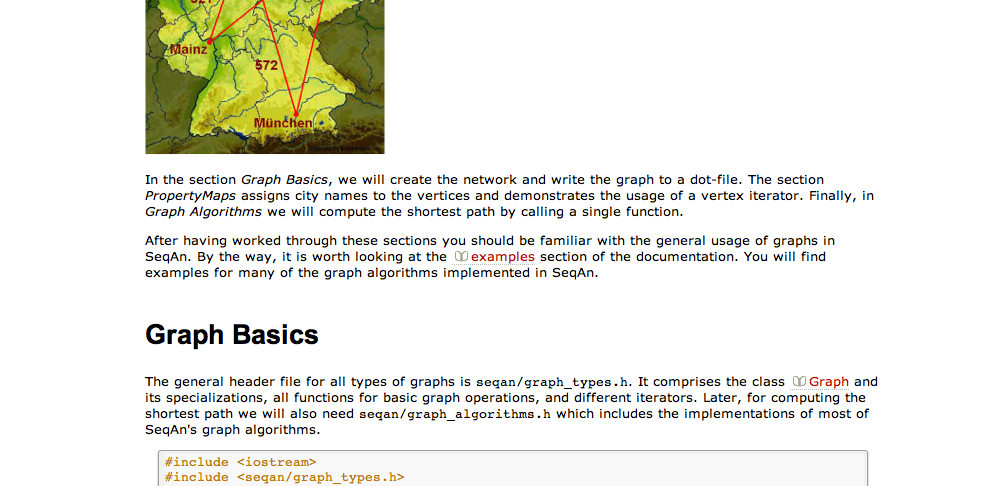 Mainz
572
München
In the section Graph Basics, we will create the network and write the graph to a dot-file. The section
PropertyMaps assigns city names to the vertices and demonstrates the usage of a vertex iterator. Finally, in
Graph Algorithms we will compute the shortest path by calling a single function.
After having worked through these sections you should be familiar with the general usage of graphs in
SeqAn. By the way, it is worth looking at the examples section of the documentation. You will find
examples for many of the graph algorithms implemented in SeqAn.
Graph Basics
The general header file for all types of graphs is seqan/graph_types.h. It comprises the class Graph and
its specializations, all functions for basic graph operations, and different iterators. Later, for computing the
shortest path we will also need seqan/graph_algorithms.h which includes the implementations of most of
SeqAn's graph algorithms.
#include <iostream>
#include <seqan/graph_types.h>